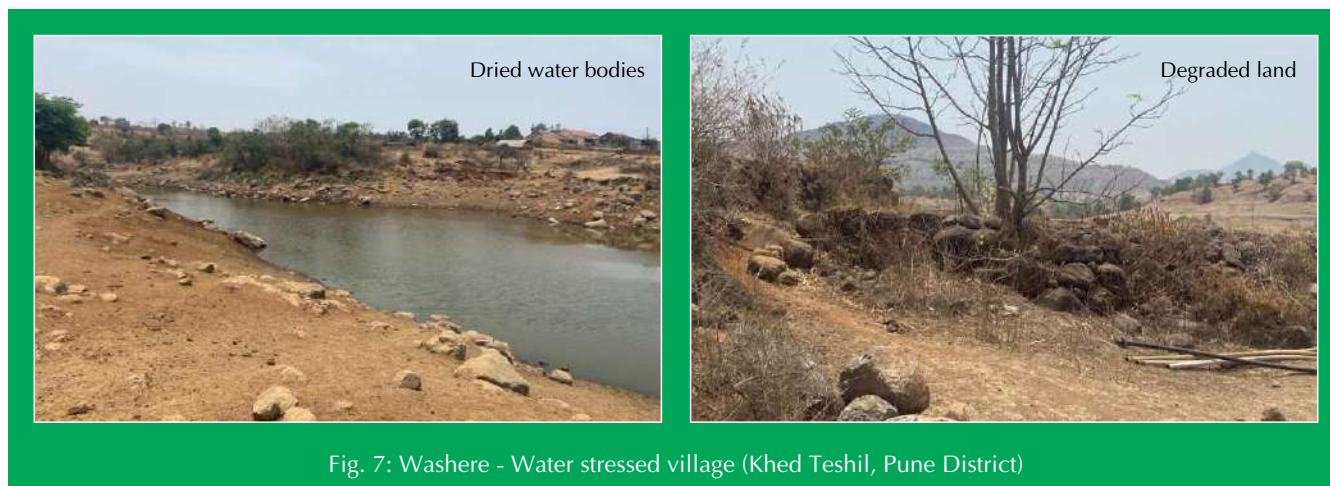 Dried water bodies
Degraded land
Fig. 7: Washere - Water stressed village (Khed Teshil, Pune District)